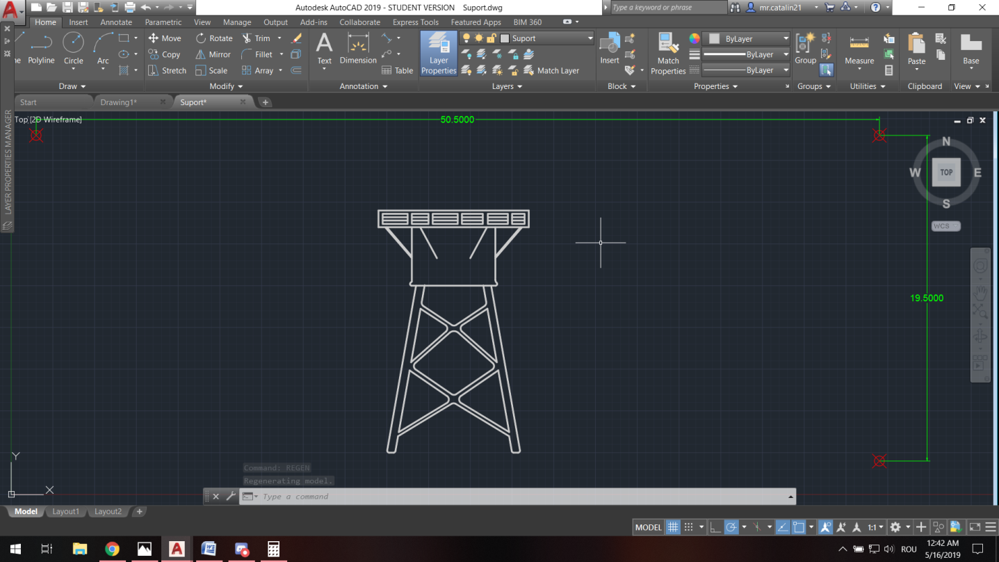 Autodesk AutoCAD 2019 - STUDENT VERSION Suport.dwg
Type a keyword or phrase
mr.catalin21
Home Insert Annotate Parametric View Manage Output Add-ins Collaborate Express Tools Featured Apps BIM 360
Polyline Circle Arc
Move Rotate Trim
Copy Mirror Fillet
Stretch Scale Array
Text Dimension Table
Layer Properties
Suport
Match Layer
Insert
Match Properties
ByLayer
ByLayer
ByLayer
Group
Measure
Paste
Base
Draw Modify Annotation Layers Block Properties Groups Utilities Clipboard View
Start Drawing1* Suport*
LAYER PROPERTIES MANAGER
Top [2D Wireframe]
50.5000
N
W TOP E
S
WCS
19.5000
Y
X
Command: REGEN
Regenerating model.
Type a command
Model Layout1 Layout2
MODEL 1:1
ROU
12:42 AM
5/16/2019